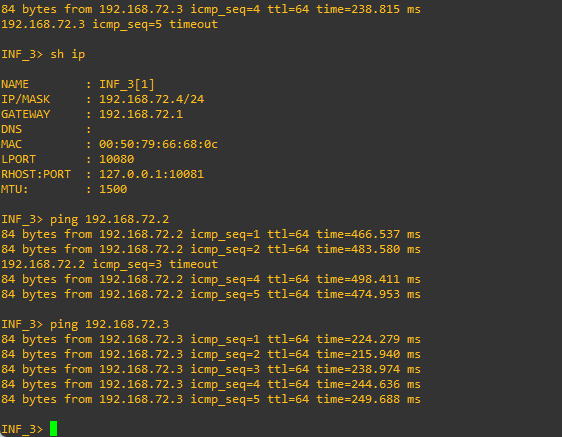 84 bytes from 192.168.72.3 icmp_seq=4 ttl=64 time=238.815 ms
192.168.72.3 icmp_seq=5 timeout
INF_3> sh ip
NAME        : INF_3[1]
IP/MASK     : 192.168.72.4/24
GATEWAY     : 192.168.72.1
DNS         :
MAC         : 00:50:79:66:68:0c
LPORT       : 10080
RHOST:PORT  : 127.0.0.1:10081
MTU:        : 1500
INF_3> ping 192.168.72.2
84 bytes from 192.168.72.2 icmp_seq=1 ttl=64 time=466.537 ms
84 bytes from 192.168.72.2 icmp_seq=2 ttl=64 time=483.580 ms
192.168.72.2 icmp_seq=3 timeout
84 bytes from 192.168.72.2 icmp_seq=4 ttl=64 time=498.411 ms
84 bytes from 192.168.72.2 icmp_seq=5 ttl=64 time=474.953 ms
INF_3> ping 192.168.72.3
84 bytes from 192.168.72.3 icmp_seq=1 ttl=64 time=224.279 ms
84 bytes from 192.168.72.3 icmp_seq=2 ttl=64 time=215.940 ms
84 bytes from 192.168.72.3 icmp_seq=3 ttl=64 time=238.974 ms
84 bytes from 192.168.72.3 icmp_seq=4 ttl=64 time=244.636 ms
84 bytes from 192.168.72.3 icmp_seq=5 ttl=64 time=249.688 ms
INF_3>